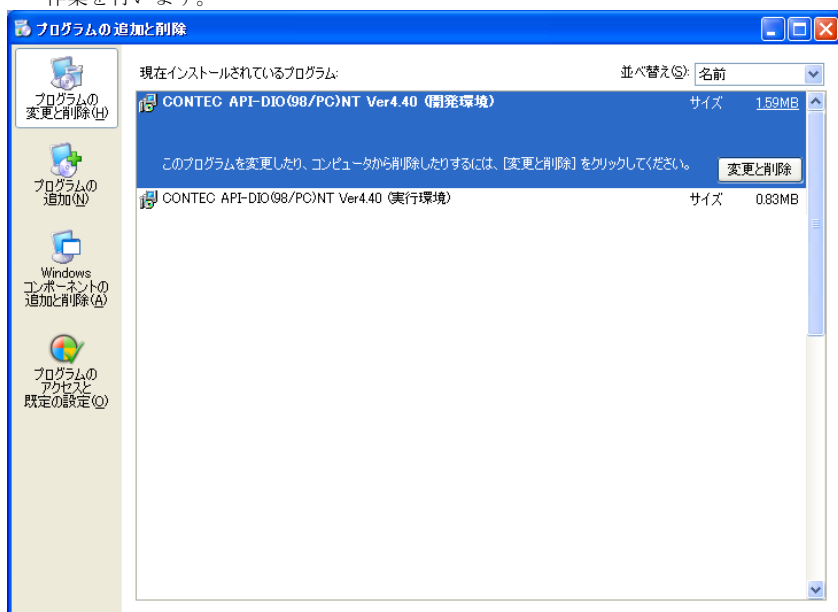 作業を行います。
プログラムの追加と削除
現在インストールされているプログラム:
並べ替え(S):
名前
プログラムの
変更と削除(H)
プログラムの
追加(N)
Windows
コンポーネントの
追加と削除(A)
プログラムの
アクセスと
既定の設定(O)
CONTEC API-DIO(98/PC)NT Ver4.40 (開発環境)
サイズ
1.59MB
このプログラムを変更したり、コンピュータから削除したりするには、[変更と削除] をクリックしてください。
変更と削除
CONTEC API-DIO(98/PC)NT Ver4.40 (実行環境)
サイズ
0.83MB